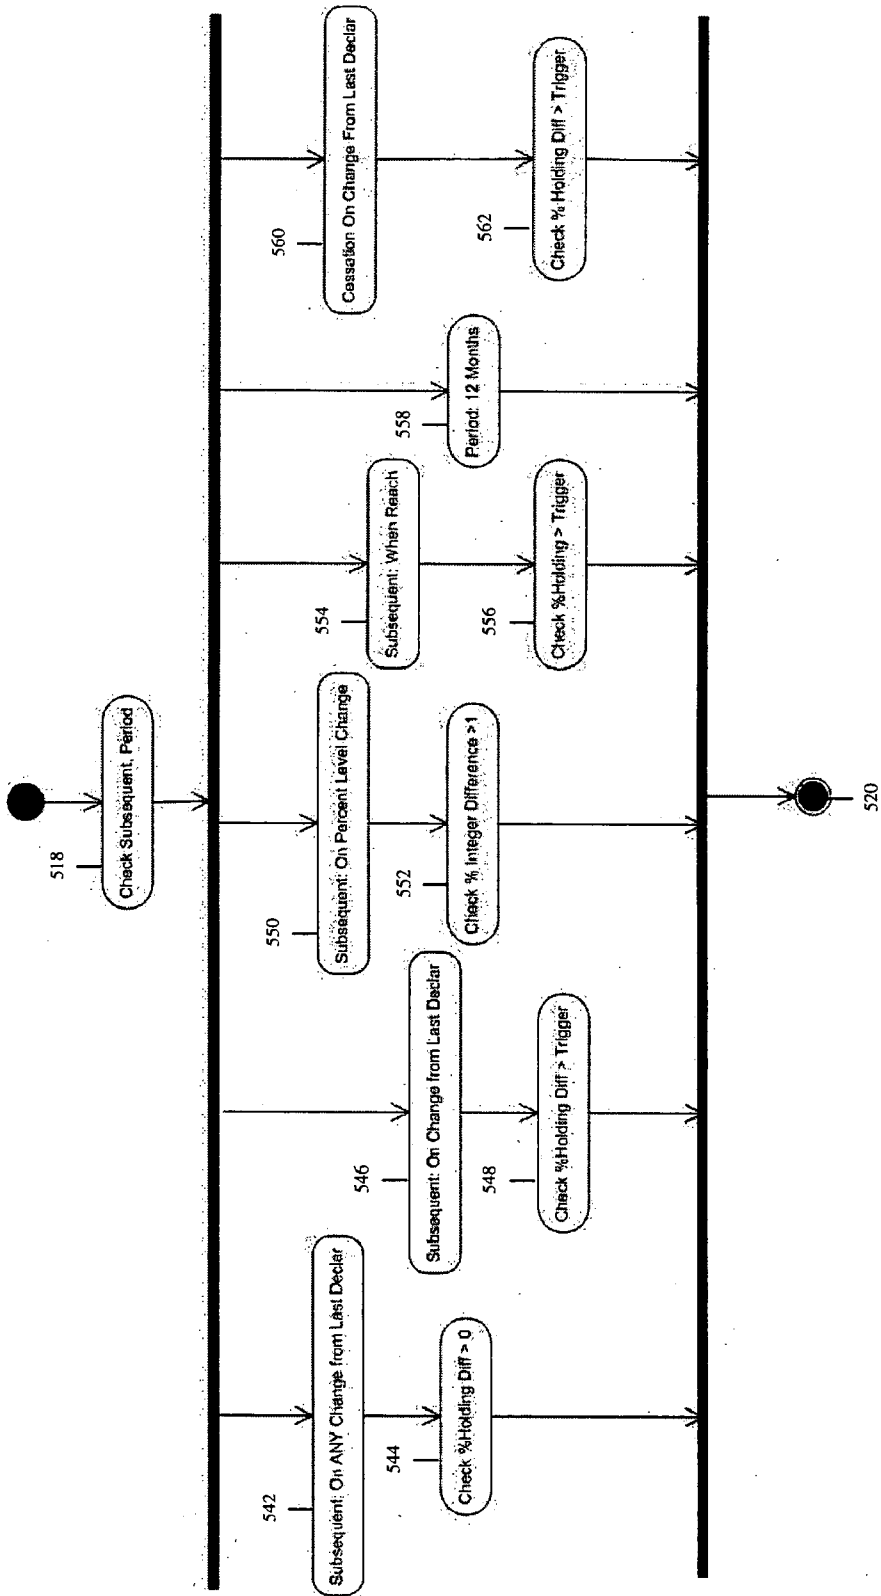 518
Check Subsequent, Period
542
Subsequent: On ANY Change from Last Declar
544
Check %Holding Diff > 0
546
Subsequent: On Change from Last Declar
548
Check %Holding Diff > Trigger
550
Subsequent: On Percent Level Change
552
Check % Integer Difference >1
554
Subsequent: When Reach
556
Check %Holding > Trigger
558
Period: 12 Months
560
Cessation On Change From Last Declar
562
Check % Holding Diff > Trigger
520